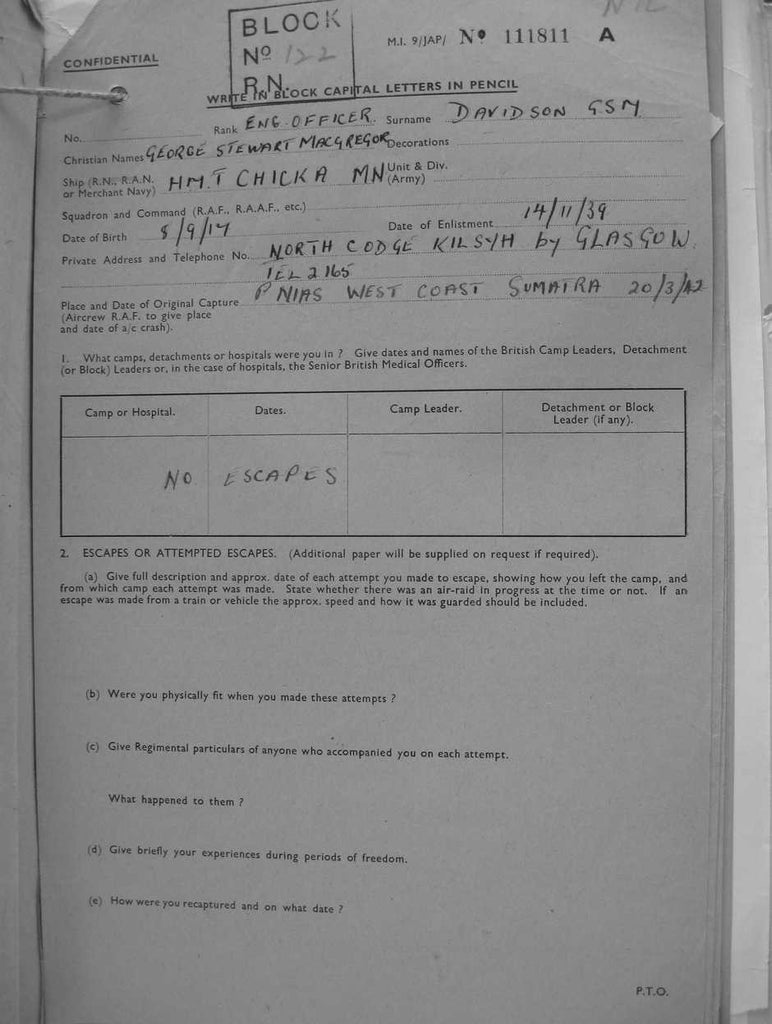 BLOCK
Nº 122
R.N.
M.I. 9/JAP/ Nº 111811 A
CONFIDENTIAL
WRITE IN BLOCK CAPITAL LETTERS IN PENCIL
No. Rank ENG. OFFICER. Surname DAVIDSON GSM
Christian Names GEORGE STEWART MACGREGOR Decorations
Ship (R.N., R.A.N. or Merchant Navy) HM.T CHICKA MN Unit & Div. (Army)
Squadron and Command (R.A.F., R.A.A.F., etc.)
Date of Birth 8/9/17 Date of Enlistment 14/11/39
Private Address and Telephone No. NORTH CODGE KILSYH by GLASGOW.
TEL 2165
Place and Date of Original Capture P NIAS WEST COAST SUMATRA 20/3/42
(Aircrew R.A.F. to give place
and date of a/c crash).
1. What camps, detachments or hospitals were you in ? Give dates and names of the British Camp Leaders, Detachment
(or Block) Leaders or, in the case of hospitals, the Senior British Medical Officers.
Camp or Hospital. Dates. Camp Leader. Detachment or Block
Leader (if any).
NO ESCAPES
2. ESCAPES OR ATTEMPTED ESCAPES. (Additional paper will be supplied on request if required).
(a) Give full description and approx. date of each attempt you made to escape, showing how you left the camp, and
from which camp each attempt was made. State whether there was an air-raid in progress at the time or not. If an
escape was made from a train or vehicle the approx. speed and how it was guarded should be included.
(b) Were you physically fit when you made these attempts ?
(c) Give Regimental particulars of anyone who accompanied you on each attempt.
What happened to them ?
(d) Give briefly your experiences during periods of freedom.
(e) How were you recaptured and on what date ?
P.T.O.